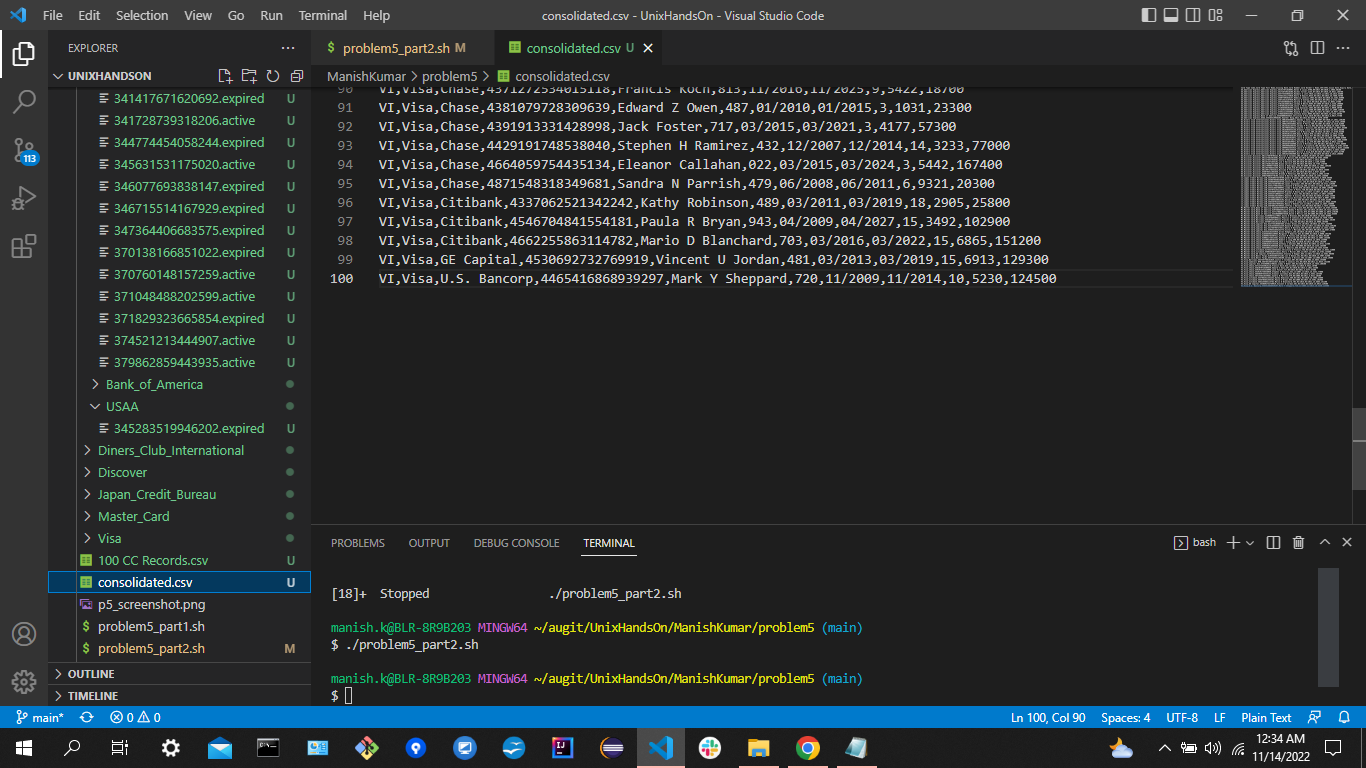 File Edit Selection View Go Run Terminal Help consolidated.csv - UnixHandsOn - Visual Studio Code
EXPLORER
UNIXHANDSON
341417671620692.expired U
341728739318206.active U
344774454058244.expired U
345631531175020.active U
346077693838147.expired U
346715514167929.expired U
347364406683575.expired U
370138166851022.expired U
370760148157259.active U
371048488202599.active U
371829323665854.expired U
374521213444907.active U
379862859443935.active U
Bank_of_America
USAA
345283519946202.expired U
Diners_Club_International
Discover
Japan_Credit_Bureau
Master_Card
Visa
100 CC Records.csv U
consolidated.csv U
p5_screenshot.png
$ problem5_part1.sh
$ problem5_part2.sh M
OUTLINE
TIMELINE
113
$ problem5_part2.sh M consolidated.csv U
ManishKumar > problem5 > consolidated.csv
90 VI,Visa,Chase,4371272534015118,Francis Koch,813,11/2016,11/2025,9,5422,18700
91 VI,Visa,Chase,4381079728309639,Edward Z Owen,487,01/2010,01/2015,3,1031,23300
92 VI,Visa,Chase,4391913331428998,Jack Foster,717,03/2015,03/2021,3,4177,57300
93 VI,Visa,Chase,4429191748538040,Stephen H Ramirez,432,12/2007,12/2014,14,3233,77000
94 VI,Visa,Chase,4664059754435134,Eleanor Callahan,022,03/2015,03/2024,3,5442,167400
95 VI,Visa,Chase,4871548318349681,Sandra N Parrish,479,06/2008,06/2011,6,9321,20300
96 VI,Visa,Citibank,4337062521342242,Kathy Robinson,489,03/2011,03/2019,18,2905,25800
97 VI,Visa,Citibank,4546704841554181,Paula R Bryan,943,04/2009,04/2027,15,3492,102900
98 VI,Visa,Citibank,4662255863114782,Mario D Blanchard,703,03/2016,03/2022,15,6865,151200
99 VI,Visa,GE Capital,4530692732769919,Vincent U Jordan,481,03/2013,03/2019,15,6913,129300
100 VI,Visa,U.S. Bancorp,4465416868939297,Mark Y Sheppard,720,11/2009,11/2014,10,5230,124500
PROBLEMS OUTPUT DEBUG CONSOLE TERMINAL bash
[18]+ Stopped ./problem5_part2.sh
manish.k@BLR-8R9B203 MINGW64 ~/augit/UnixHandsOn/ManishKumar/problem5 (main)
$ ./problem5_part2.sh
manish.k@BLR-8R9B203 MINGW64 ~/augit/UnixHandsOn/ManishKumar/problem5 (main)
$
main* 0 0 Ln 100, Col 90 Spaces: 4 UTF-8 LF Plain Text
12:34 AM
11/14/2022